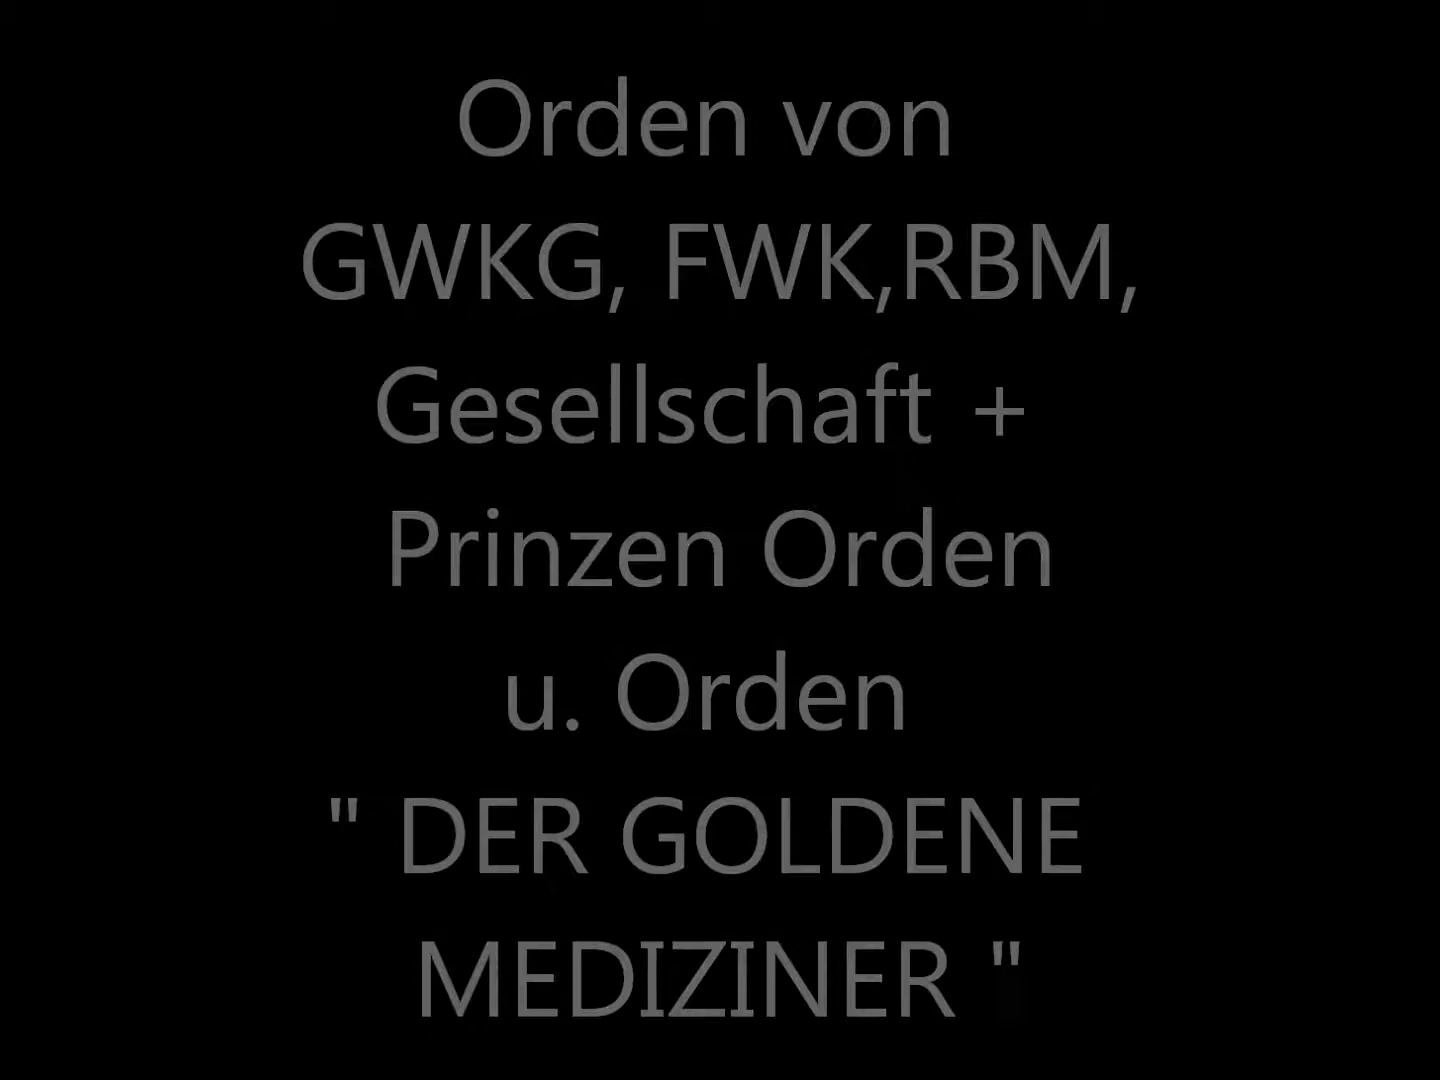 Orden von
GWKG, FWK,RBM,
Gesellschaft +
Prinzen Orden
u. Orden
" DER GOLDENE
MEDIZINER "